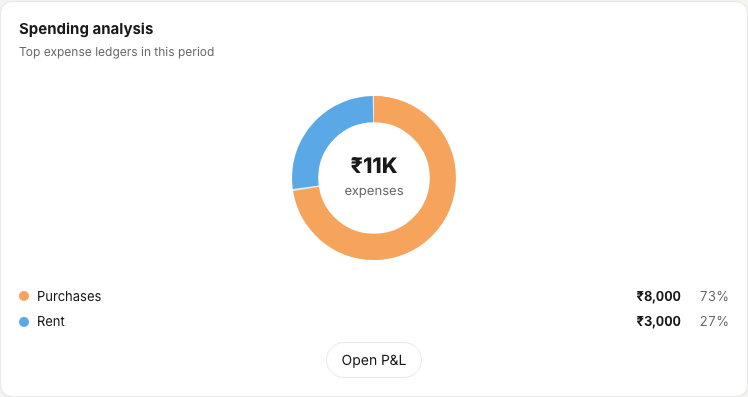 Spending analysis
Top expense ledgers in this period
₹11K
expenses
Purchases ₹8,000 73%
Rent ₹3,000 27%
Open P&L